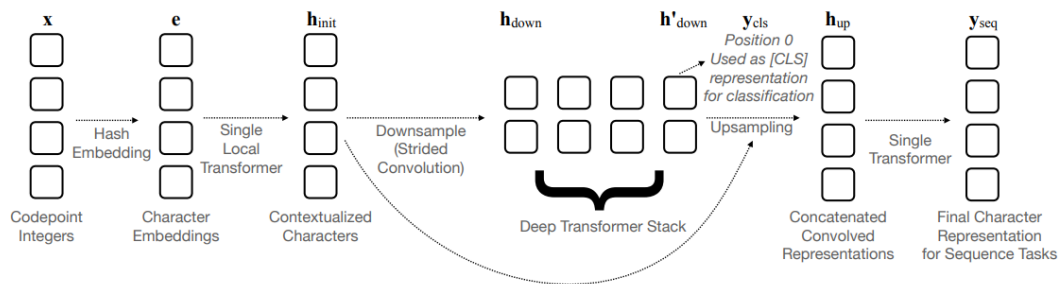 x
e
h_init
h_down
h'_down
y_cls
h_up
y_seq
Position 0
Used as [CLS]
representation
for classification
Hash
Embedding
Single
Local
Transformer
Downsample
(Strided
Convolution)
Upsampling
Single
Transformer
Codepoint
Integers
Character
Embeddings
Contextualized
Characters
Deep Transformer Stack
Concatenated
Convolved
Representations
Final Character
Representation
for Sequence Tasks